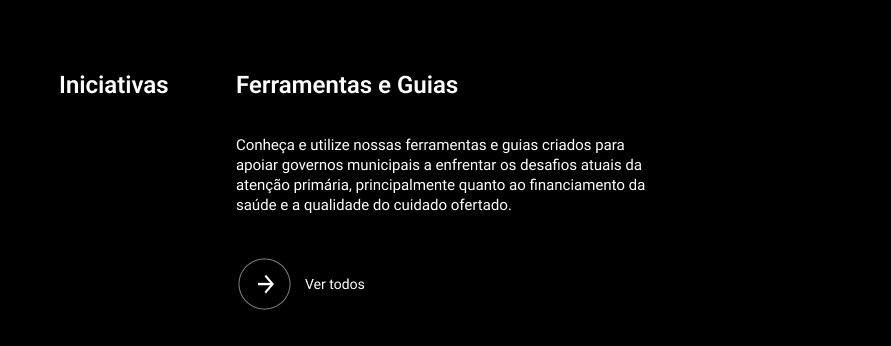 Iniciativas
Ferramentas e Guias
Conheça e utilize nossas ferramentas e guias criados para
apoiar governos municipais a enfrentar os desafios atuais da
atenção primária, principalmente quanto ao financiamento da
saúde e a qualidade do cuidado ofertado.
Ver todos